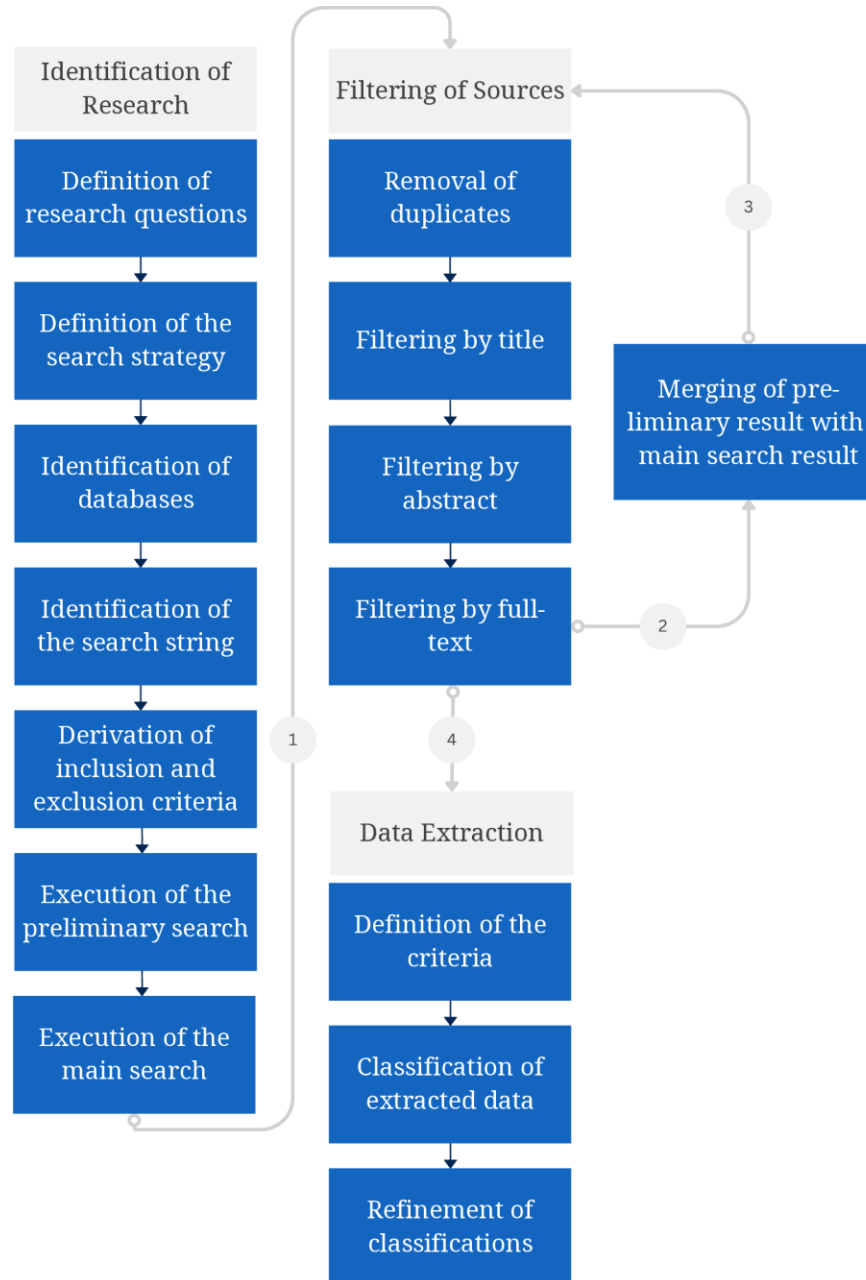 Identification of
Research
Definition of
research questions
Definition of the
search strategy
Identification of
databases
Identification of
the search string
Derivation of
inclusion and
exclusion criteria
Execution of the
preliminary search
Execution of the
main search
1
Filtering of Sources
Removal of
duplicates
Filtering by title
Filtering by
abstract
Filtering by full-
text
2
Merging of pre-
liminary result with
main search result
3
4
Data Extraction
Definition of the
criteria
Classification of
extracted data
Refinement of
classifications